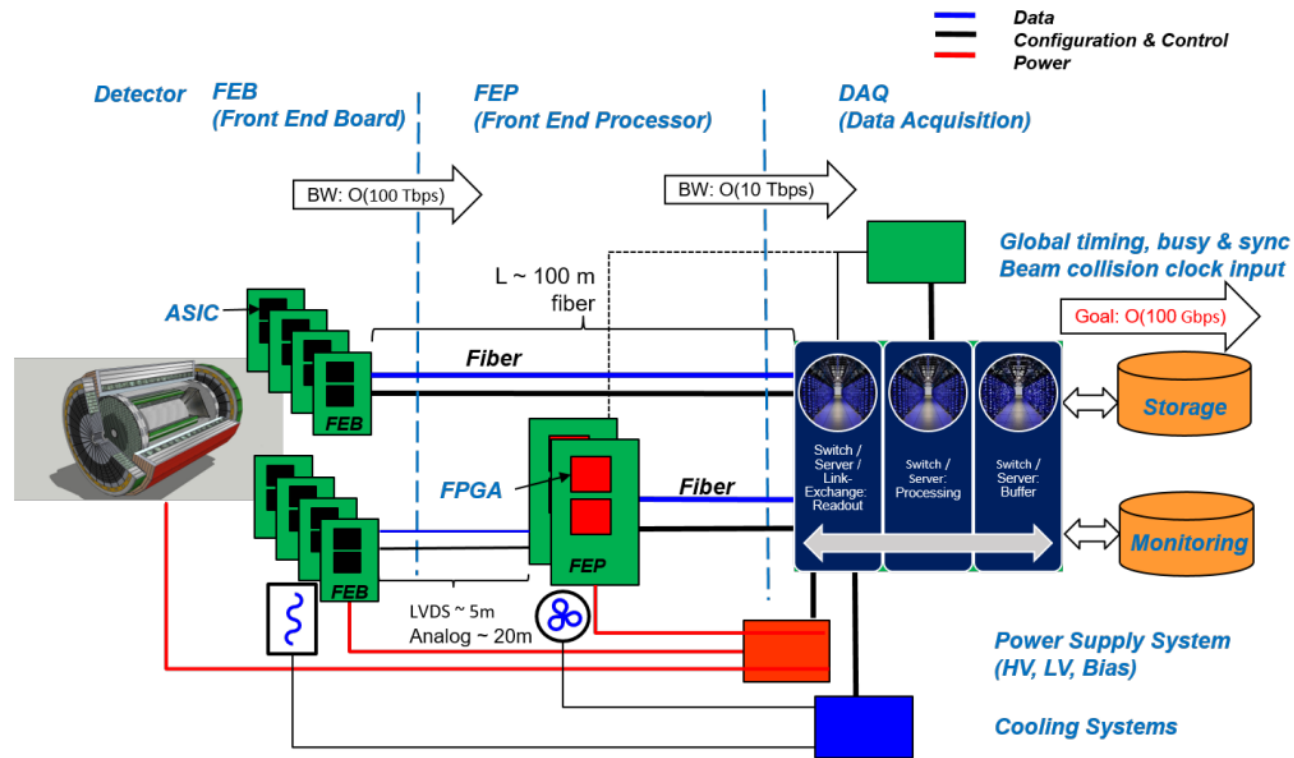 Data
Configuration & Control
Power
Detector
FEB
(Front End Board)
FEP
(Front End Processor)
DAQ
(Data Acquisition)
BW: O(100 Tbps)
BW: O(10 Tbps)
Global timing, busy & sync
Beam collision clock input
L ~ 100 m
fiber
ASIC
Goal: O(100 Gbps)
Fiber
FEB
Storage
Switch /
Server /
Link-
Exchange:
Readout
Switch /
Server:
Processing
Switch /
Server:
Buffer
FPGA
Fiber
Monitoring
FEP
FEB
LVDS ~ 5m
Analog ~ 20m
Power Supply System
(HV, LV, Bias)
Cooling Systems